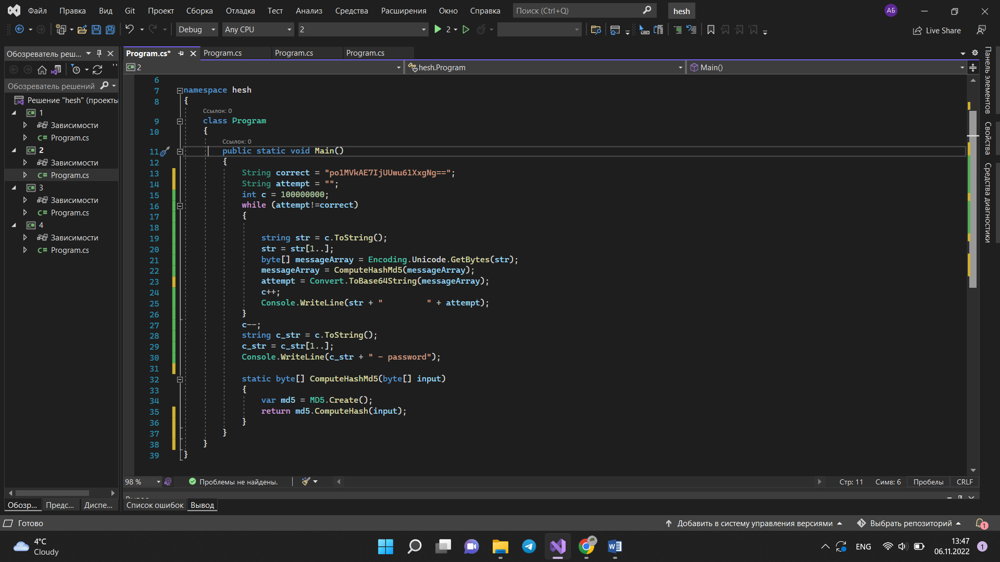 Файл Правка Вид Git Проект Сборка Отладка Тест Анализ Средства Расширения Окно Справка Поиск (Ctrl+Q) hesh АБ
Debug Any CPU 2 2 Live Share
Обозреватель реш... Program.cs* Program.cs Program.cs Program.cs
C# 2 hesh.Program Main()
Обозреватель решений
Решение "hesh" (проекты
C# 1
Зависимости
C# Program.cs
C# 2
Зависимости
C# Program.cs
C# 3
Зависимости
C# Program.cs
C# 4
Зависимости
C# Program.cs
6
7 namespace hesh
8 {
Ссылок: 0
9 class Program
10 {
Ссылок: 0
11 public static void Main()
12 {
13 String correct = "po1MVkAE7IjUUwu61XxgNg==";
14 String attempt = "";
15 int c = 100000000;
16 while (attempt!=correct)
17 {
18
19 string str = c.ToString();
20 str = str[1..];
21 byte[] messageArray = Encoding.Unicode.GetBytes(str);
22 messageArray = ComputeHashMd5(messageArray);
23 attempt = Convert.ToBase64String(messageArray);
24 c++;
25 Console.WriteLine(str + "         " + attempt);
26 }
27 c--;
28 string c_str = c.ToString();
29 c_str = c_str[1..];
30 Console.WriteLine(c_str + " - password");
31
32 static byte[] ComputeHashMd5(byte[] input)
33 {
34 var md5 = MD5.Create();
35 return md5.ComputeHash(input);
36 }
37 }
38 }
39 }
Панель элементов
Свойства
Средства диагностики
98 % Проблемы не найдены. Стр: 11 Симв: 6 Пробелы CRLF
Обозр... Предс... Диспе... Список ошибок Вывод
Готово Добавить в систему управления версиями Выбрать репозиторий 1
4°C
Cloudy
ENG
13:47
06.11.2022
1